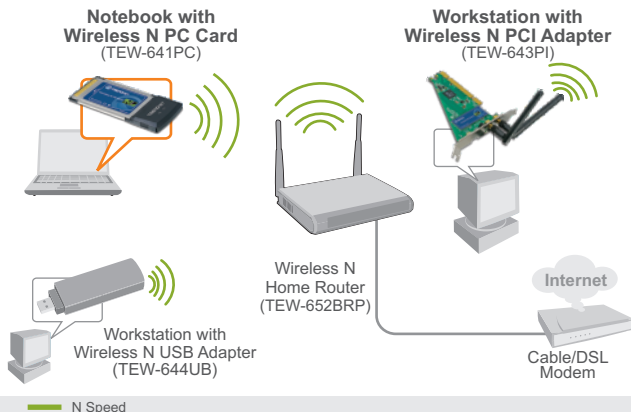 Notebook with
Wireless N PC Card
(TEW-641PC)
Workstation with
Wireless N PCI Adapter
(TEW-643PI)
Wireless N
Home Router
(TEW-652BRP)
Internet
Cable/DSL
Modem
Workstation with
Wireless N USB Adapter
(TEW-644UB)
N Speed